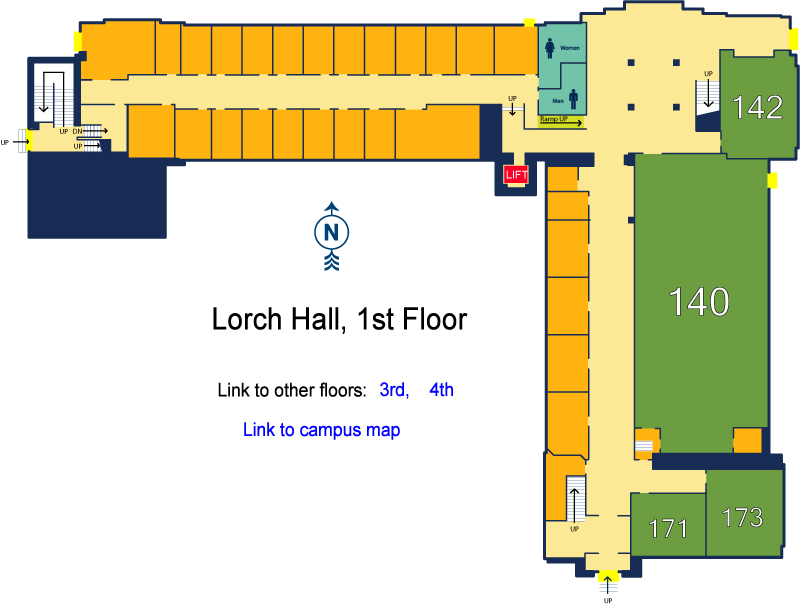 Women
Men
UP
Ramp UP
UP
142
UP
UP DN
UP
LIFT
N
140
Lorch Hall, 1st Floor
Link to other floors: 3rd, 4th
Link to campus map
171
173
UP
UP